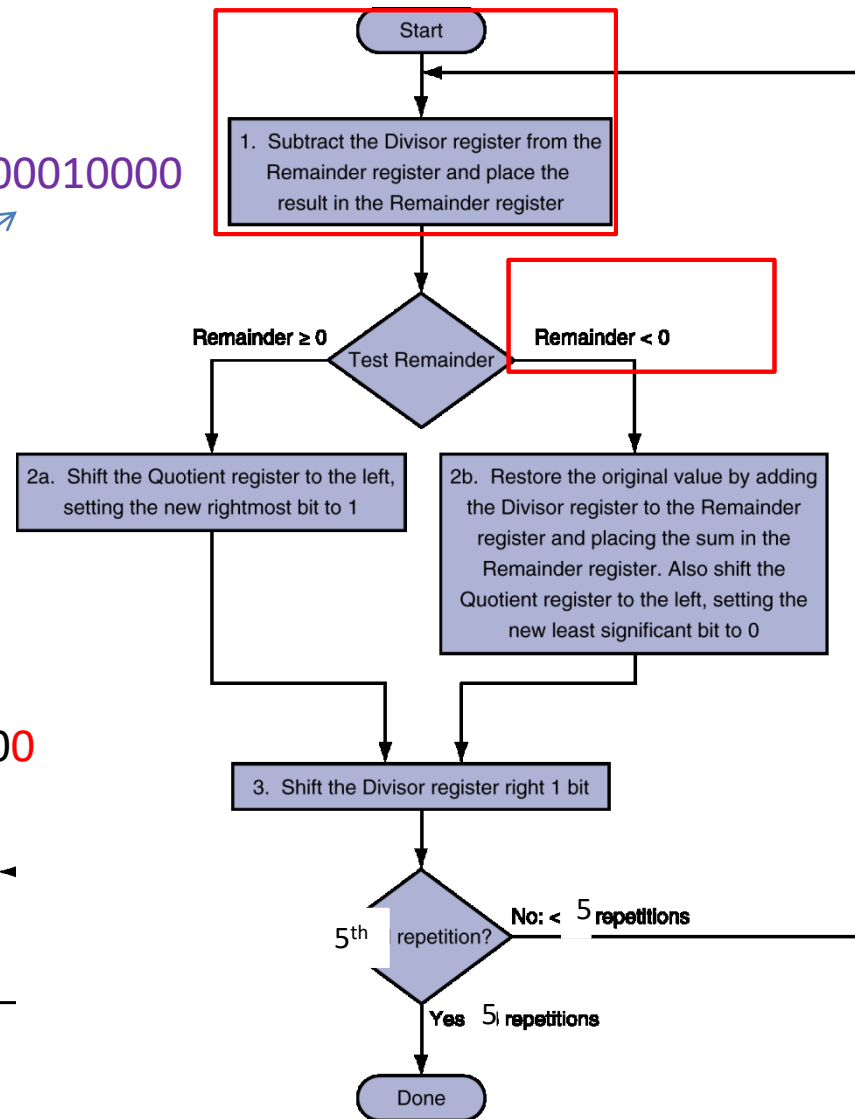 Start
1. Subtract the Divisor register from the
Remainder register and place the
result in the Remainder register
00010000
Remainder ≥ 0
Test Remainder
Remainder < 0
2a. Shift the Quotient register to the left,
setting the new rightmost bit to 1
2b. Restore the original value by adding
the Divisor register to the Remainder
register and placing the sum in the
Remainder register. Also shift the
Quotient register to the left, setting the
new least significant bit to 0
00
3. Shift the Divisor register right 1 bit
5th repetition?
No: < 5 repetitions
Yes 5 repetitions
Done